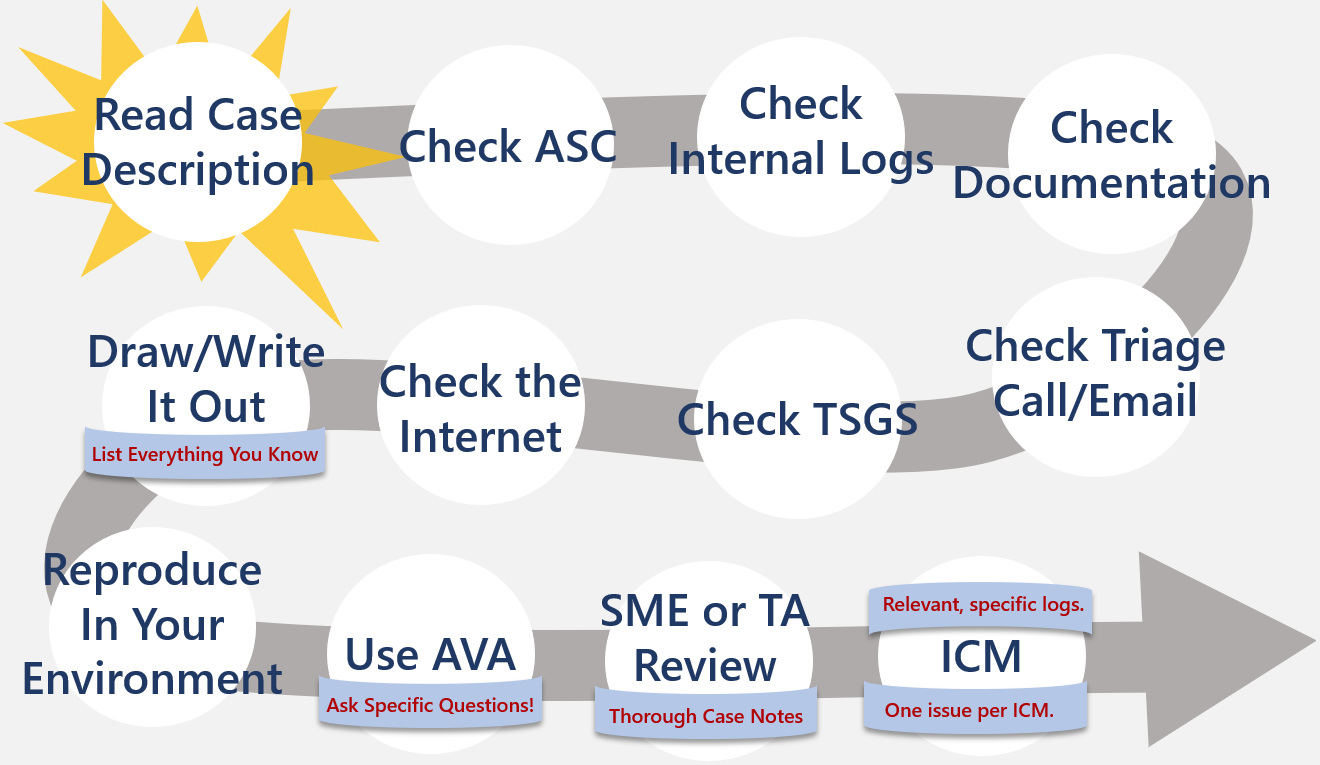 Read Case
Description
Check ASC
Check
Internal Logs
Check
Documentation
Check Triage
Call/Email
Check TSGS
Check the
Internet
Draw/Write
It Out
List Everything You Know
Reproduce
In Your
Environment
Use AVA
Ask Specific Questions!
SME or TA
Review
Thorough Case Notes
Relevant, specific logs.
ICM
One issue per ICM.